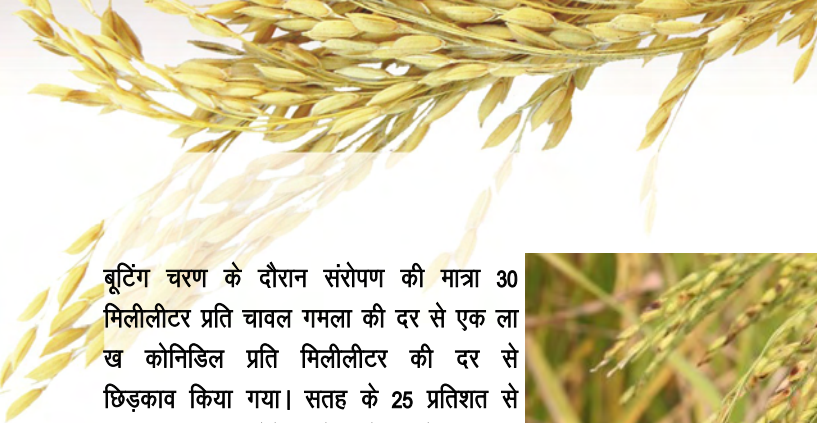 बूटिंग चरण के दौरान संरोपण की मात्रा 30
मिलीलीटर प्रति चावल गमला की दर से एक ला
ख कोनिडिल प्रति मिलीलीटर की दर से
छिड़काव किया गया। सतह के 25 प्रतिशत से